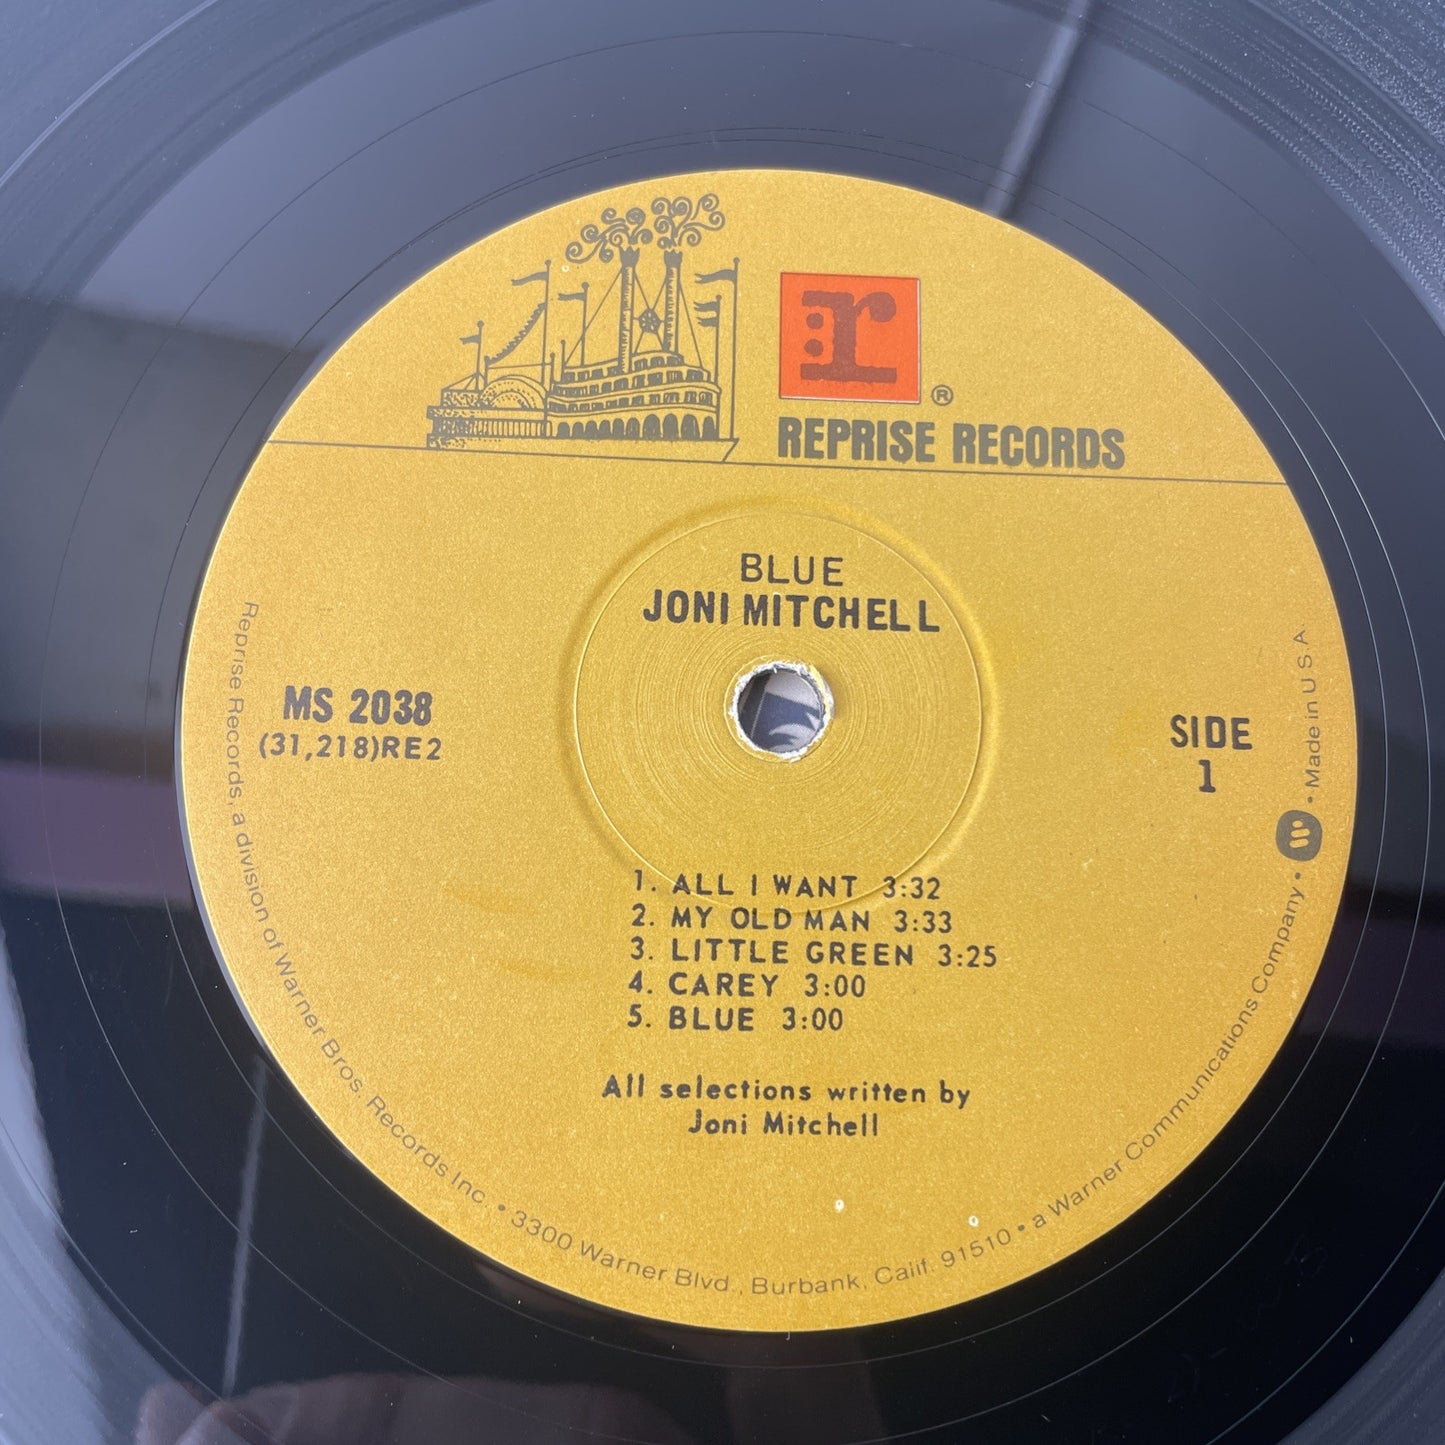 r
®
REPRISE RECORDS
BLUE
JONI MITCHELL
MS 2038
(31,218)RE2
SIDE
1
1. ALL I WANT 3:32
2. MY OLD MAN 3:33
3. LITTLE GREEN 3:25
4. CAREY 3:00
5. BLUE 3:00
All selections written by
Joni Mitchell
Reprise Records, a division of Warner Bros. Records Inc. • 3300 Warner Blvd., Burbank, Calif. 91510 • a Warner Communications Company • W • Made in U.S.A.